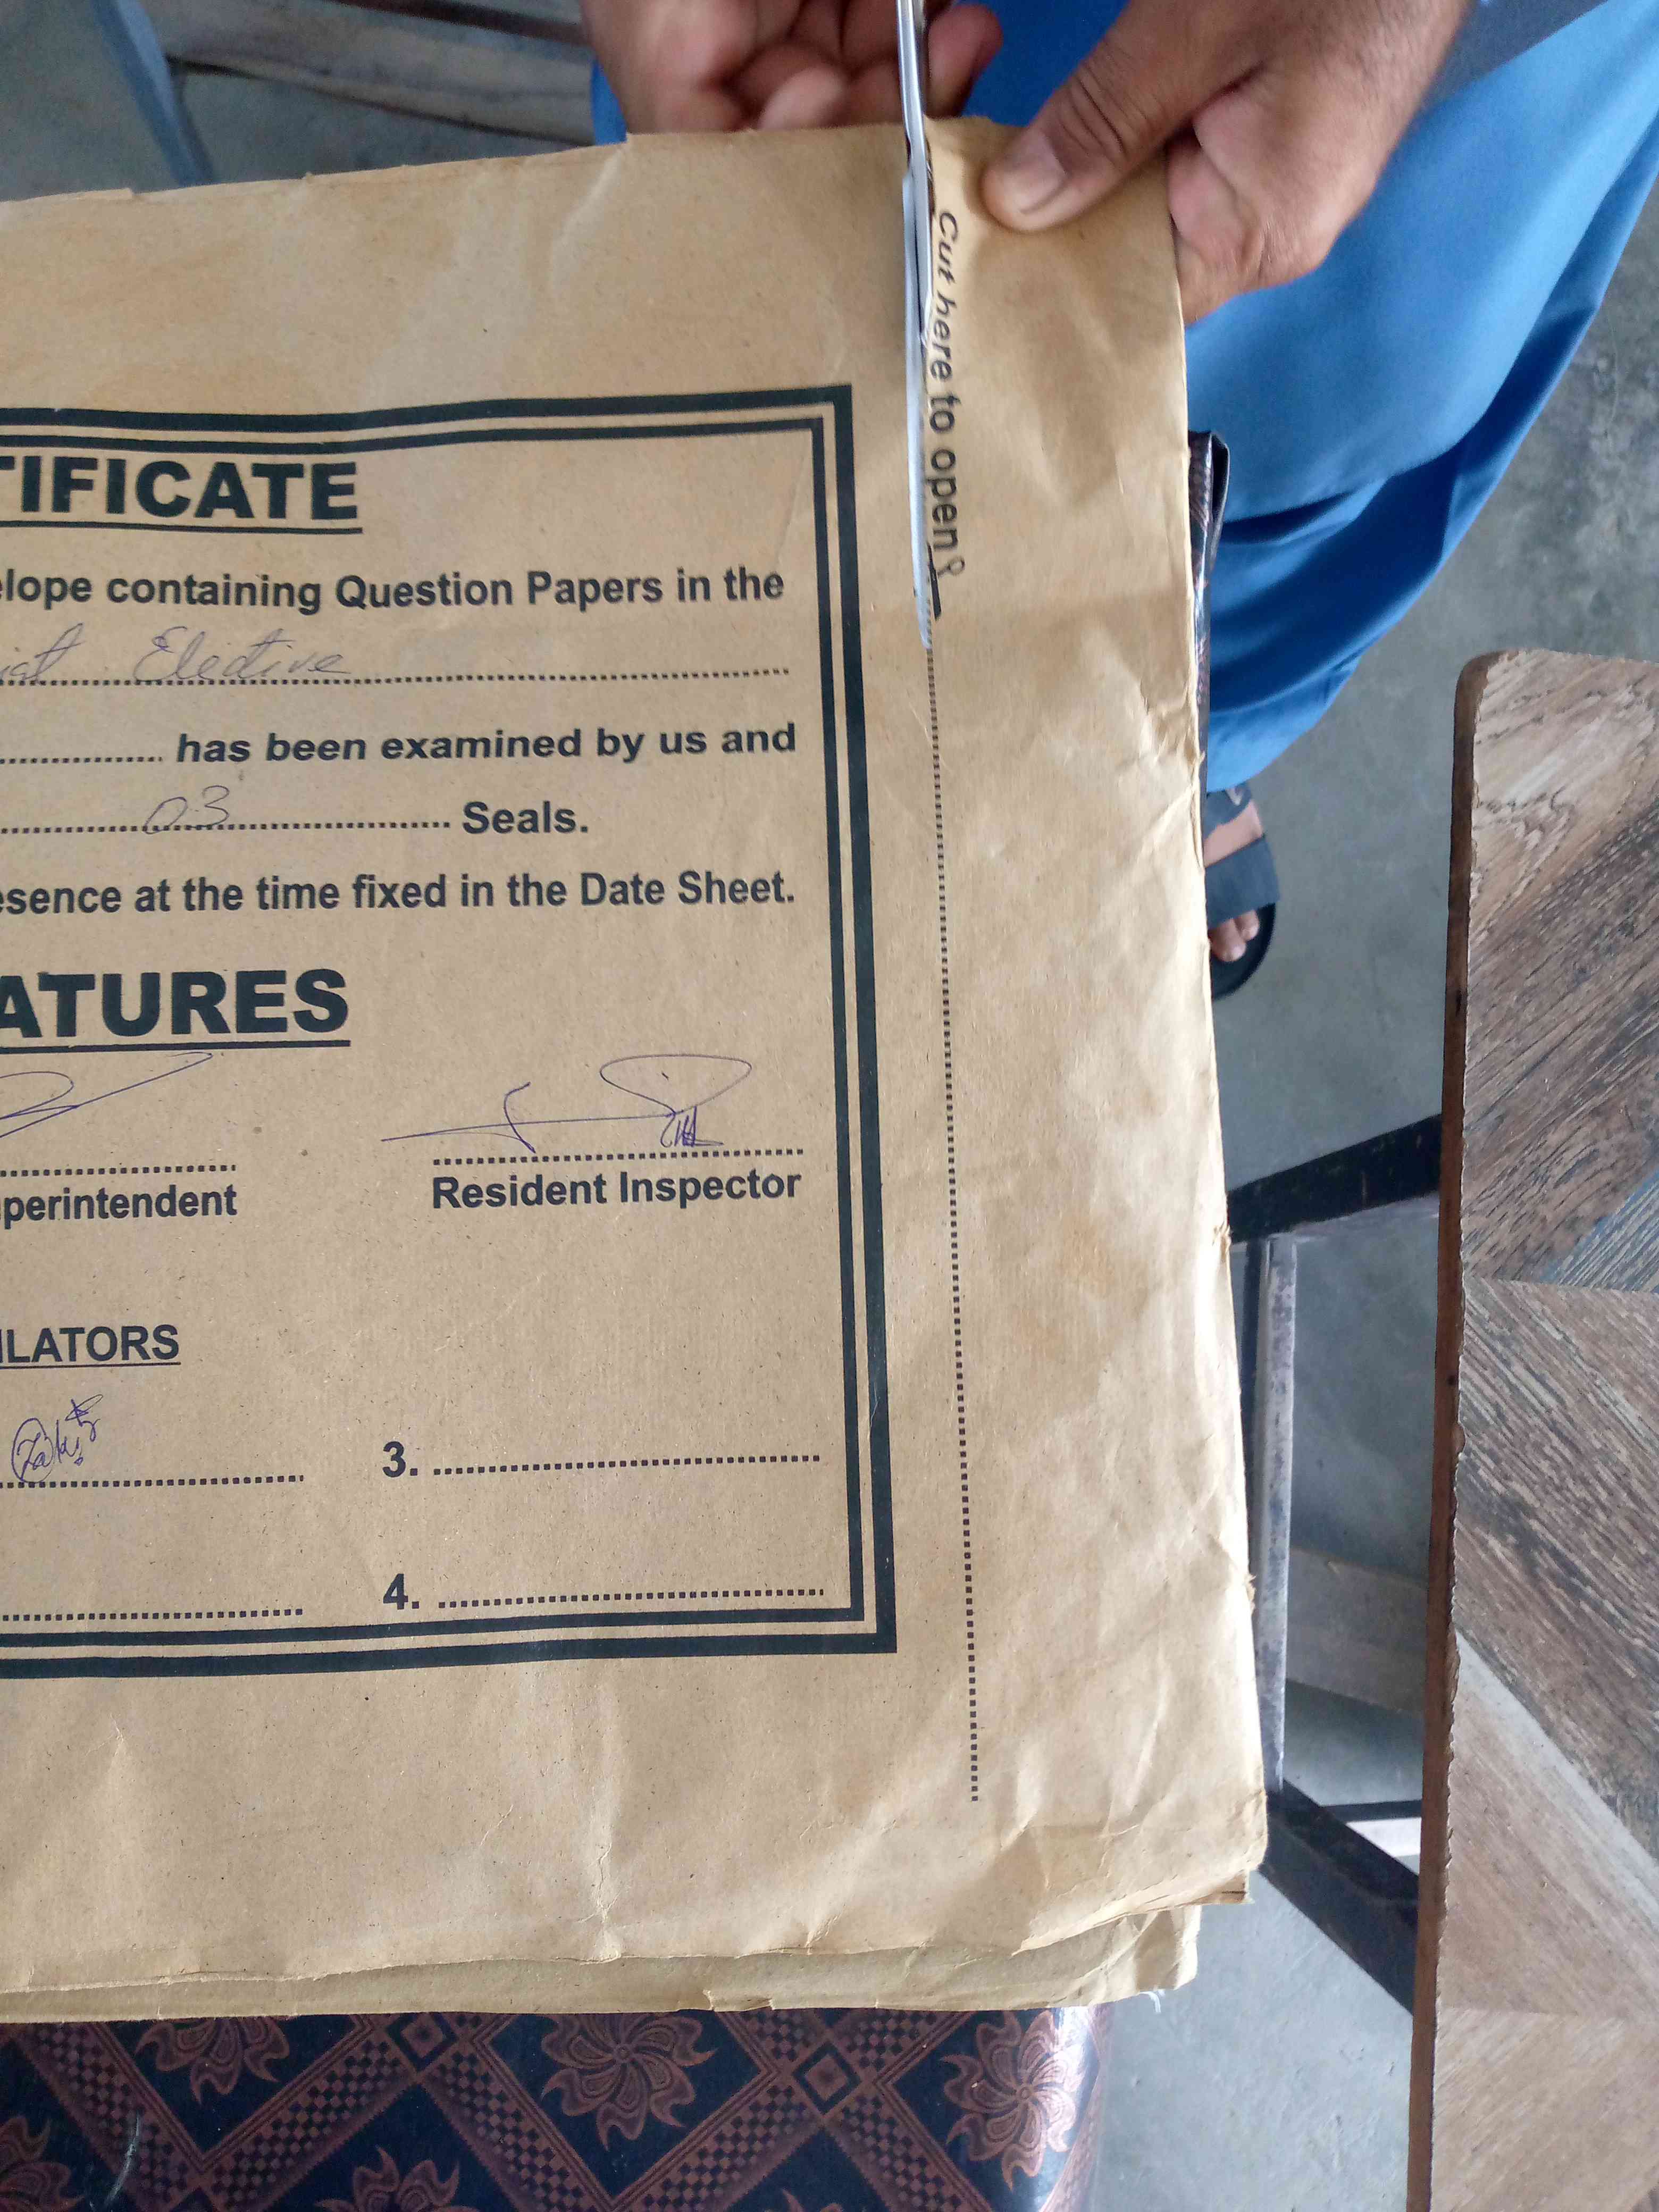 TIFICATE
elope containing Question Papers in the
iat Elective
has been examined by us and
03 Seals.
esence at the time fixed in the Date Sheet.
ATURES
perintendent
Resident Inspector
ILATORS
3.
4.
Cut here to open